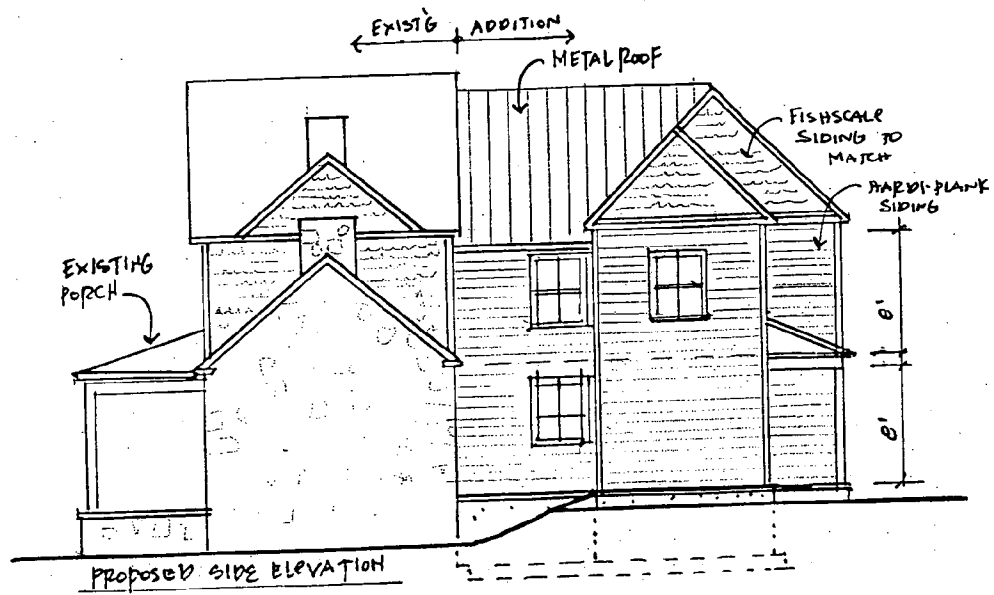 EXIST'G
ADDITION
METAL ROOF
FISHSCALE
SIDING TO
MATCH
HARDI-PLANK
SIDING
EXISTING
PORCH
8'
8'
PROPOSED SIDE ELEVATION